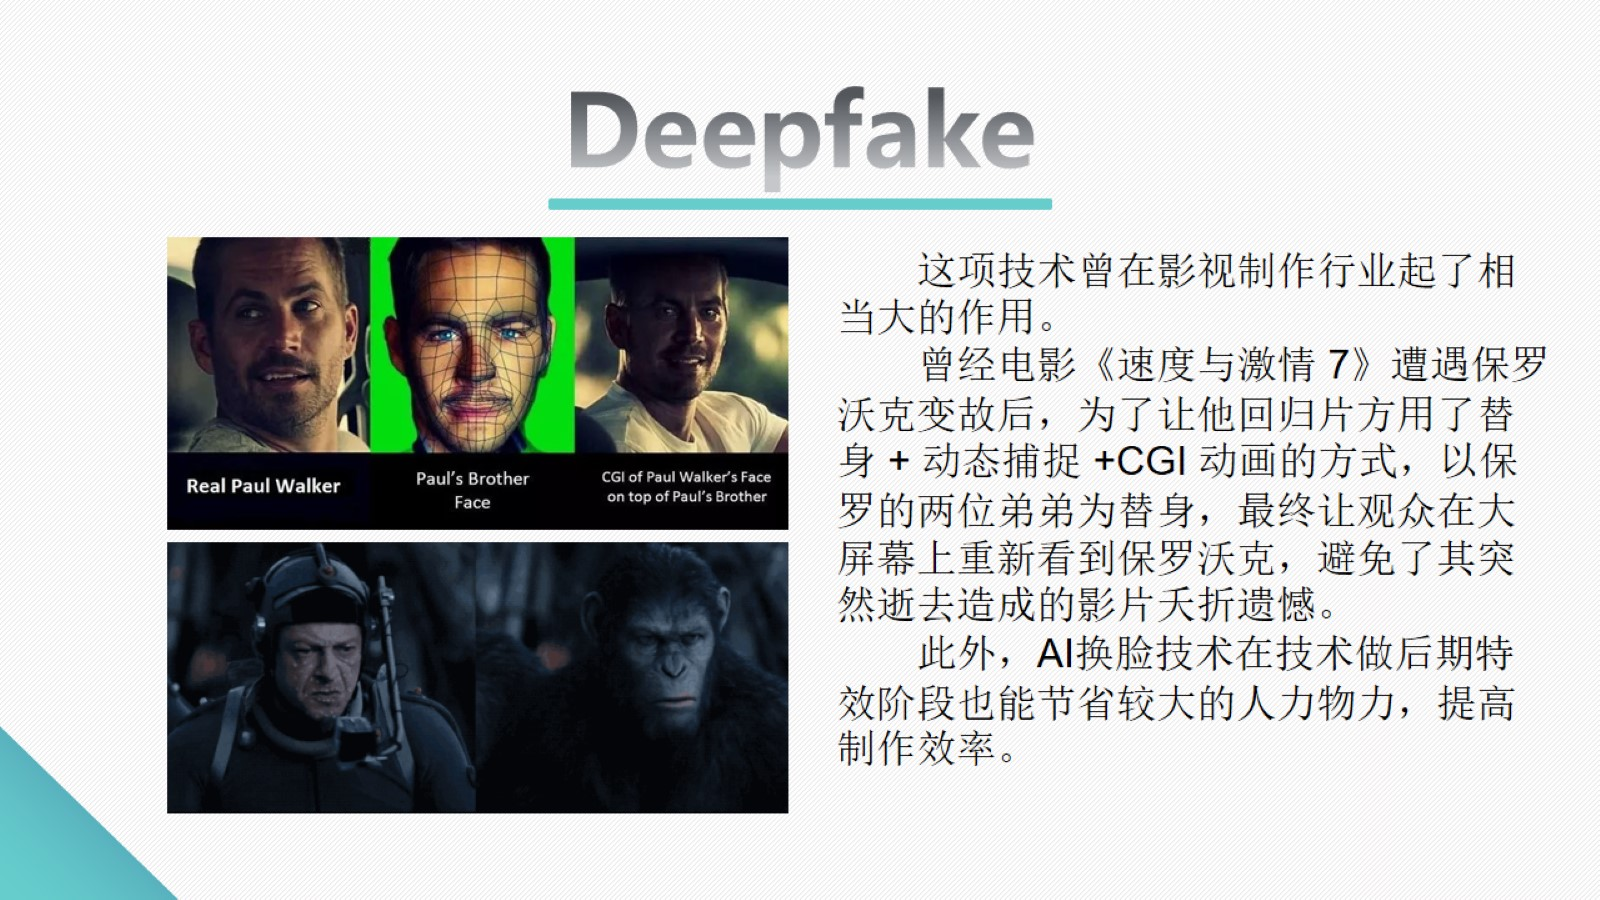 Deepfake
Real Paul Walker
Paul's Brother
Face
CGI of Paul Walker's Face
on top of Paul's Brother
这项技术曾在影视制作行业起了相
当大的作用。
曾经电影《速度与激情 7》遭遇保罗
沃克变故后，为了让他回归片方用了替
身 + 动态捕捉 +CGI 动画的方式，以保
罗的两位弟弟为替身，最终让观众在大
屏幕上重新看到保罗沃克，避免了其突
然逝去造成的影片夭折遗憾。
此外，AI换脸技术在技术做后期特
效阶段也能节省较大的人力物力，提高
制作效率。